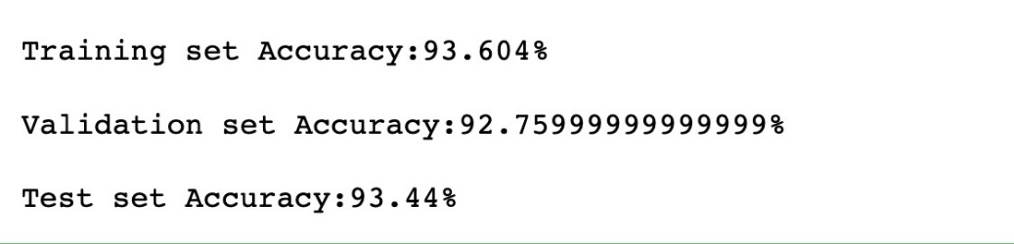 Training set Accuracy:93.604%
Validation set Accuracy:92.75999999999999%
Test set Accuracy:93.44%